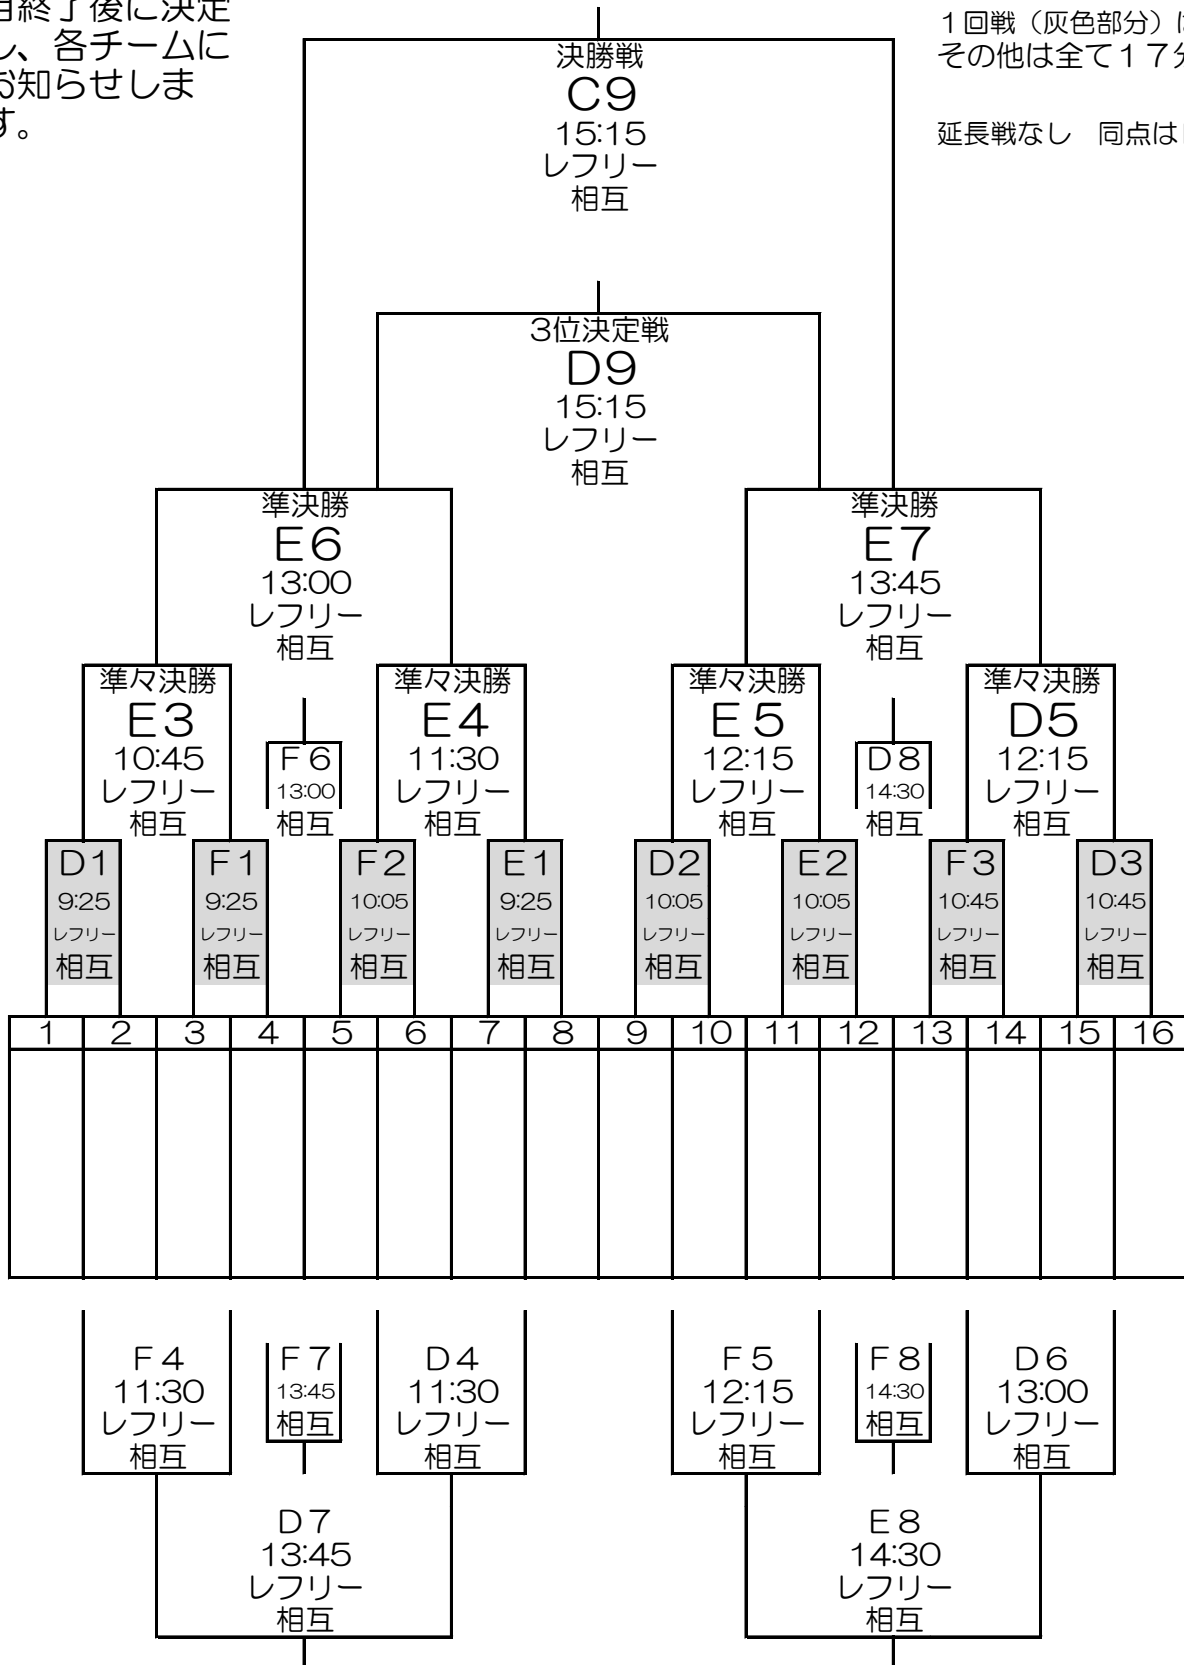 し、各チームに
お知らせしま
す。
1回戦（灰色部分）
その他は全て１７分
延長戦なし　同点は
決勝戦
C9
15:15
レフリー
相互
3位決定戦
D9
15:15
レフリー
相互
準決勝
E6
13:00
レフリー
相互
準決勝
E7
13:45
レフリー
相互
準々決勝
E3
10:45
レフリー
相互
F6
13:00
相互
準々決勝
E4
11:30
レフリー
相互
準々決勝
E5
12:15
レフリー
相互
D8
14:30
相互
準々決勝
D5
12:15
レフリー
相互
D1
9:25
レフリー
相互
F1
9:25
レフリー
相互
F2
10:05
レフリー
相互
E1
9:25
レフリー
相互
D2
10:05
レフリー
相互
E2
10:05
レフリー
相互
F3
10:45
レフリー
相互
D3
10:45
レフリー
相互
1 2 3 4 5 6 7 8 9 10 11 12 13 14 15 16
F4
11:30
レフリー
相互
F7
13:45
相互
D4
11:30
レフリー
相互
F5
12:15
レフリー
相互
F8
14:30
相互
D6
13:00
レフリー
相互
D7
13:45
レフリー
相互
E8
14:30
レフリー
相互